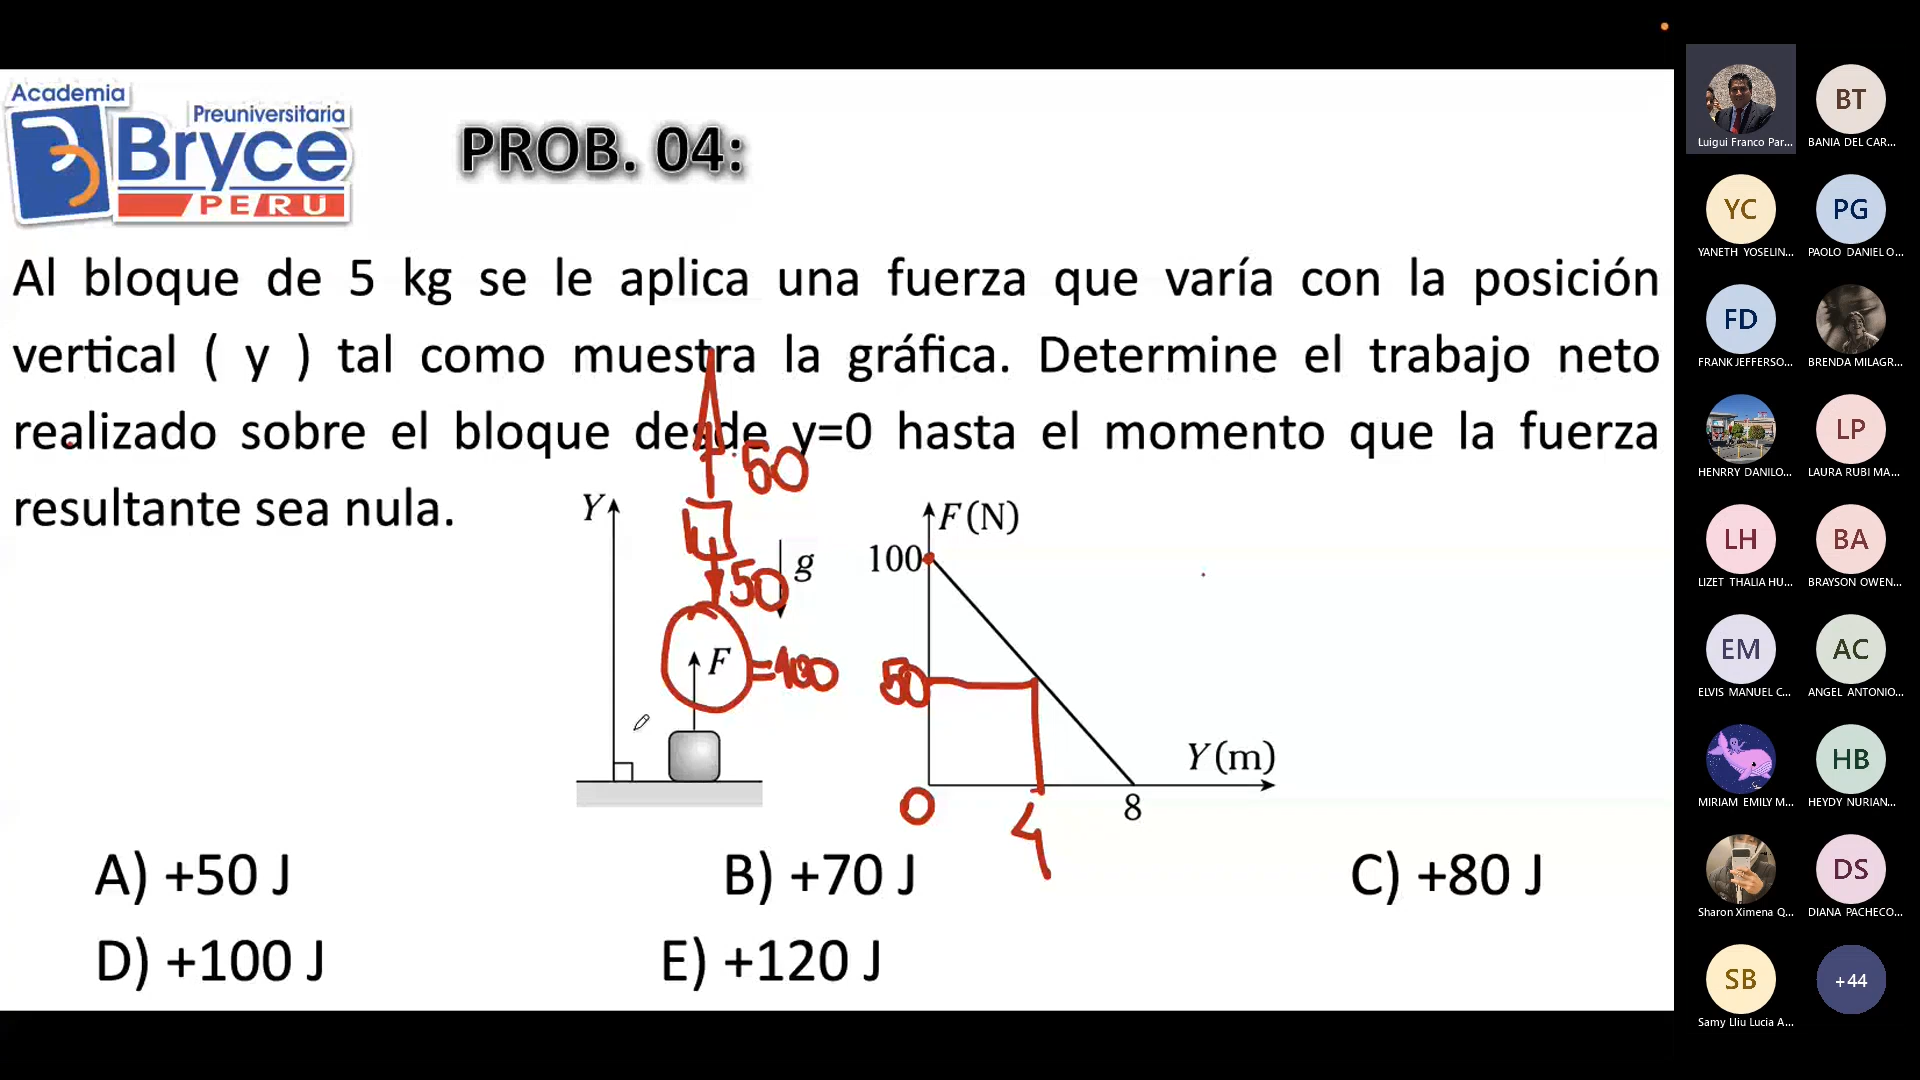 Academia
Preuniversitaria
Bryce
PERU
PROB. 04:
Al bloque de 5 kg se le aplica una fuerza que varía con la posición
vertical ( y ) tal como muestra la gráfica. Determine el trabajo neto
realizado sobre el bloque desde y=0 hasta el momento que la fuerza
resultante sea nula.
50
Y
50
g
F
=100
F(N)
100
50
Y(m)
0
4
8
A) +50 J
B) +70 J
C) +80 J
D) +100 J
E) +120 J
Luigui Franco Par...
BT
BANIA DEL CAR...
YC
YANETH YOSELIN...
PG
PAOLO DANIEL O...
FD
FRANK JEFFERSO...
BRENDA MILAGR...
HENRRY DANILO...
LP
LAURA RUBI MA...
LH
LIZET THALIA HU...
BA
BRAYSON OWEN...
EM
ELVIS MANUEL C...
AC
ANGEL ANTONIO...
MIRIAM EMILY M...
HB
HEYDY NURIAN...
Sharon Ximena Q...
DS
DIANA PACHECO...
SB
Samy Lliu Lucia A...
+44